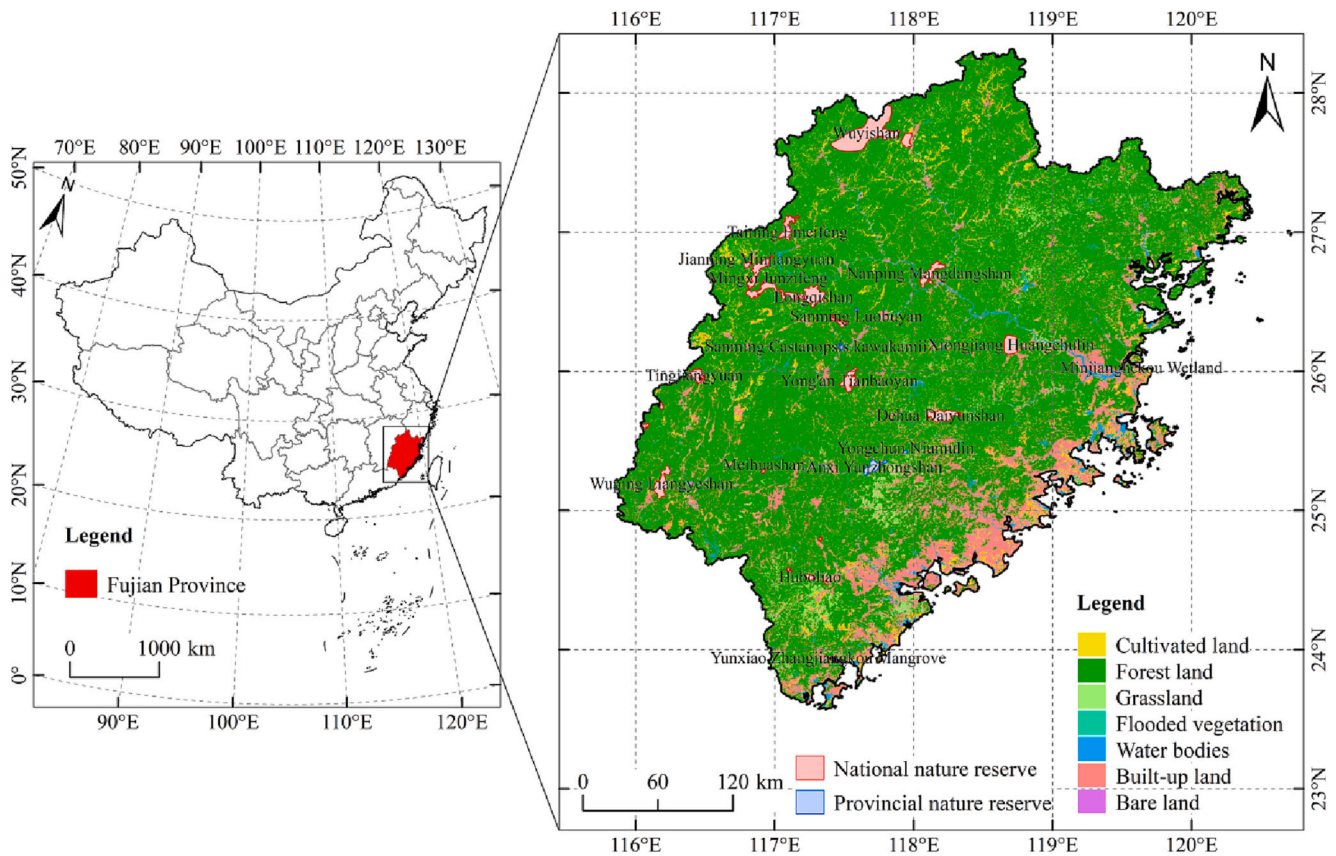 70°E 80°E 90°E 100°E 110°E 120°E 130°E
50°N
40°N
30°N
20°N
10°N
0°
N
Legend
Fujian Province
0 1000 km
90°E 100°E 110°E 120°E
116°E 117°E 118°E 119°E 120°E
N
28°N
27°N
26°N
25°N
24°N
23°N
Wuyishan
Taining Emeifeng
Jianning Minjiangyuan
Mingxi Junzifeng
Nanping Mangdangshan
Longqishan
Sanming Luobuyan
Sanming Castanopsis kawakamii
Xiongjiang Huangchulin
Minjianghekou Wetland
Tingjiangyuan
Yong'an Tianbaoyan
Dehua Daiyunshan
Yongchun Niumulin
Meihuashan
Anxi Yunzhongshan
Wuping Liangyeshan
Huboliao
Yunxiao Zhangjiangkou Mangrove
Legend
Cultivated land
Forest land
Grassland
Flooded vegetation
Water bodies
Built-up land
Bare land
National nature reserve
Provincial nature reserve
0 60 120 km
116°E 117°E 118°E 119°E 120°E